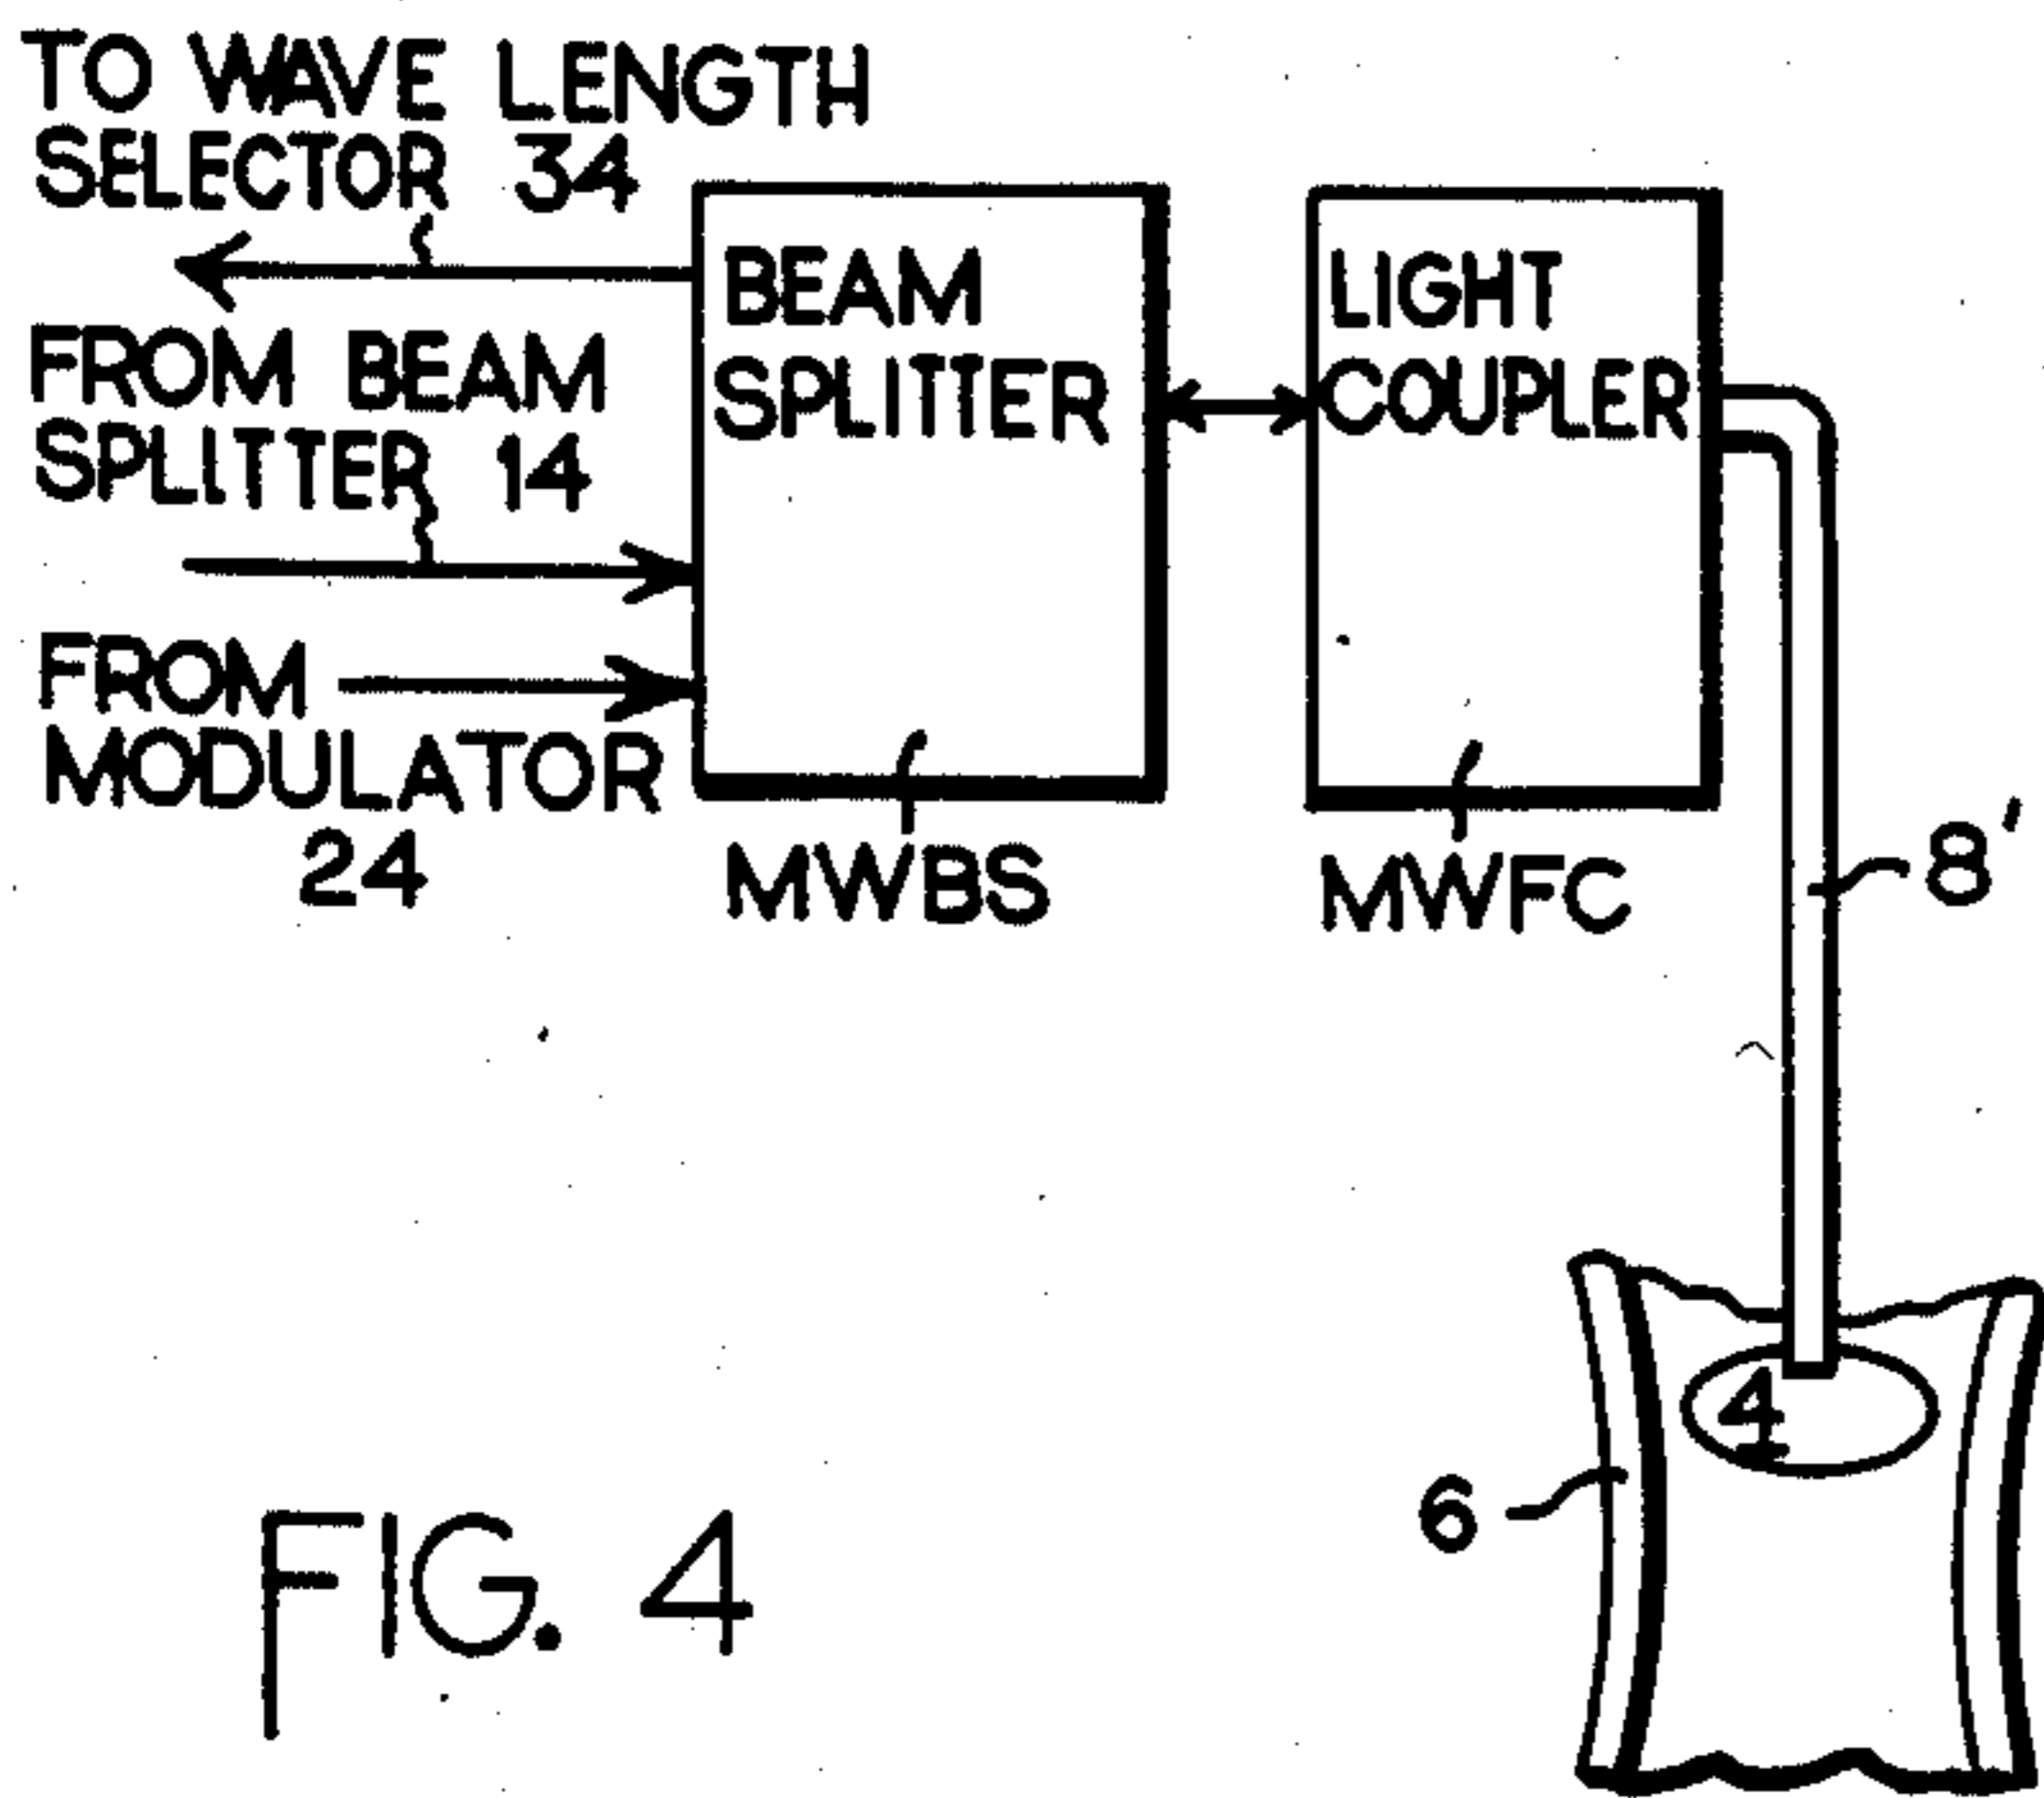 TO WAVE LENGTH
SELECTOR 34
FROM BEAM
SPLITTER 14
FROM
MODULATOR
24
BEAM
SPLITTER
MWBS
LIGHT
COUPLER
MWFC
8'
4
6
FIG. 4